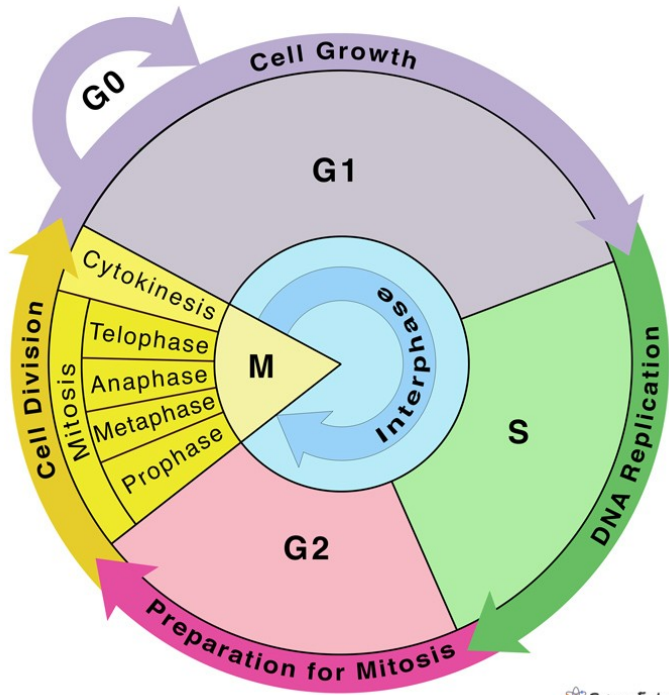 G0
Cell Growth
G1
Interphase
S
DNA Replication
G2
Preparation for Mitosis
M
Cell Division
Mitosis
Prophase
Metaphase
Anaphase
Telophase
Cytokinesis